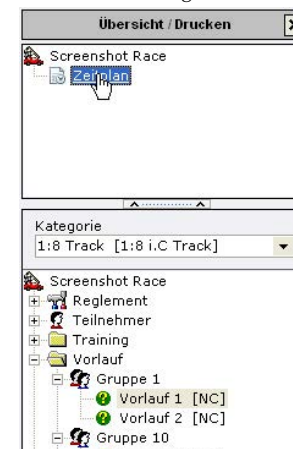 Übersicht / Drucken
Screenshot Race
Zeitplan
Kategorie
1:8 Track [1:8 i.C Track]
Screenshot Race
Reglement
Teilnehmer
Training
Vorlauf
Gruppe 1
Vorlauf 1 [NC]
Vorlauf 2 [NC]
Gruppe 10